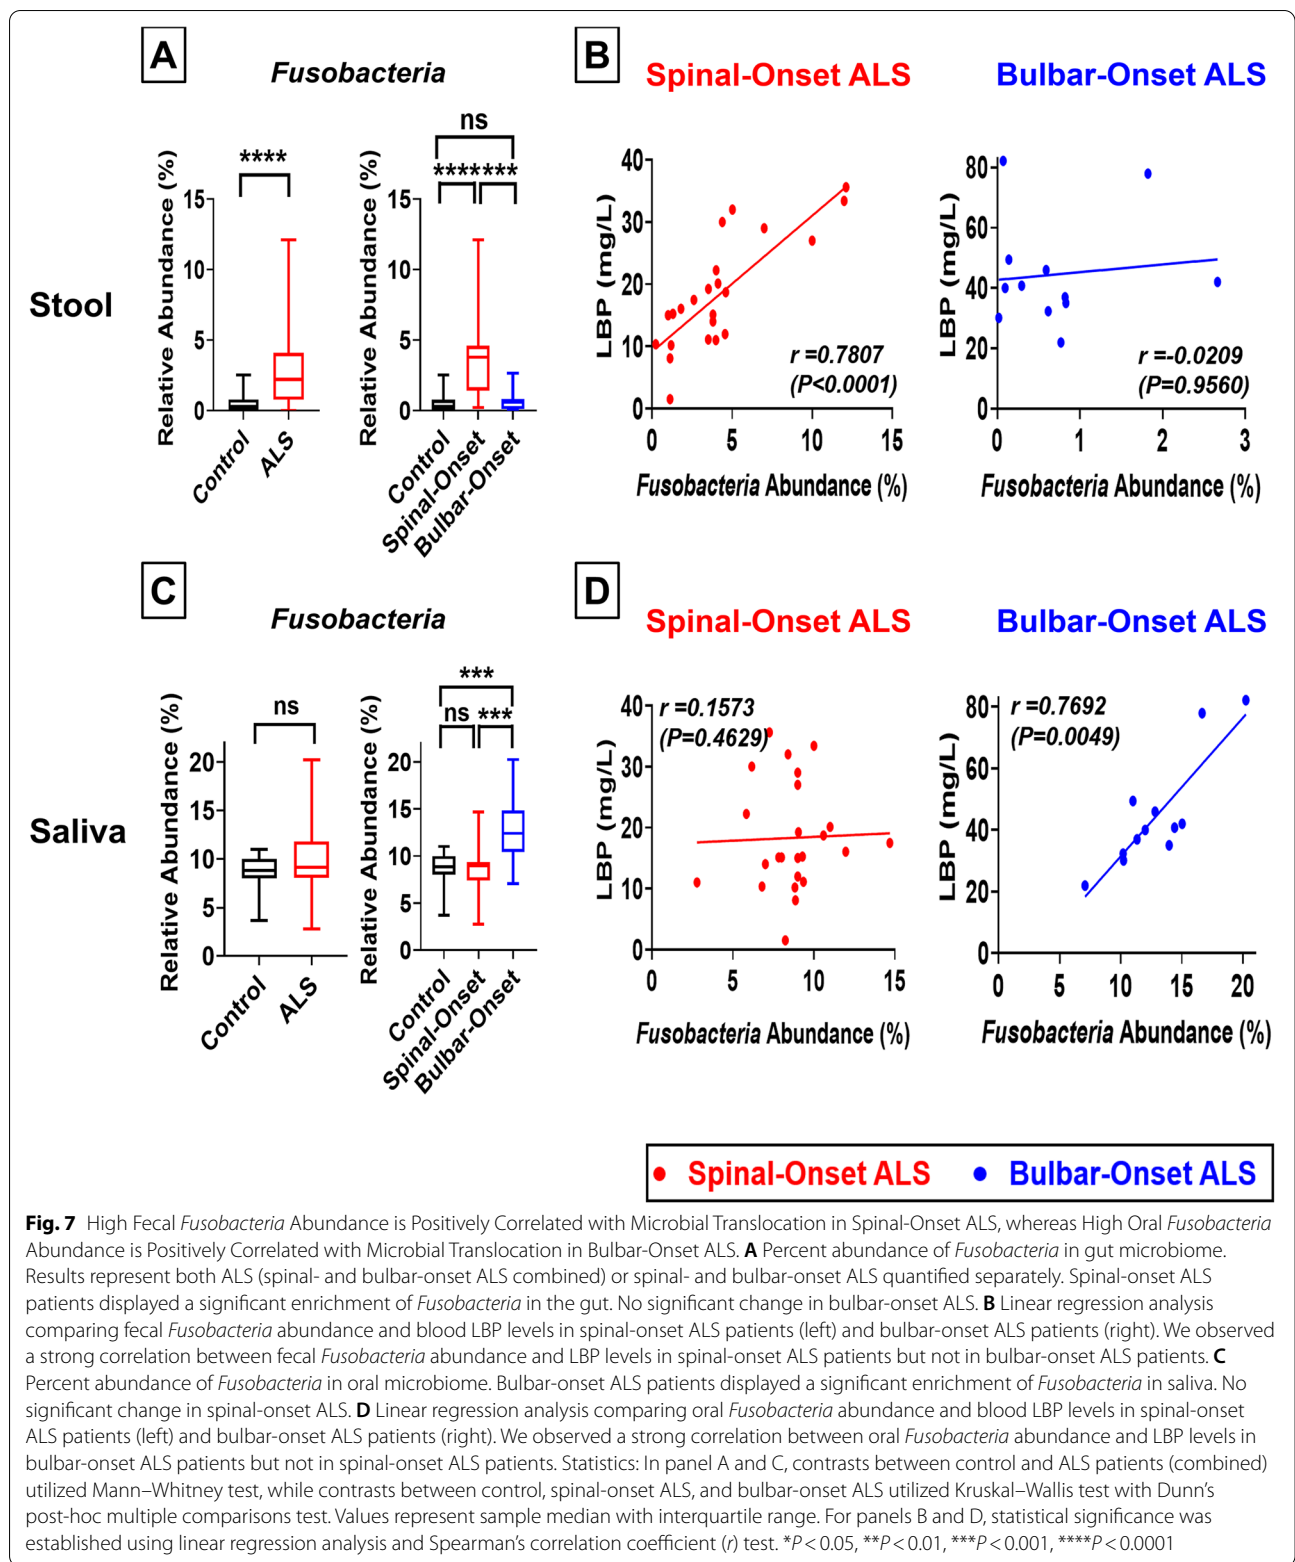 A
Fusobacteria
Stool
Relative Abundance (%)
15
10
5
0
****
Control
ALS
Relative Abundance (%)
15
10
5
0
ns
**** ***
Control
Spinal-Onset
Bulbar-Onset
B
Spinal-Onset ALS
LBP (mg/L)
40
30
20
10
0
r =0.7807
(P<0.0001)
0 5 10 15
Fusobacteria Abundance (%)
Bulbar-Onset ALS
LBP (mg/L)
80
60
40
20
0
r =-0.0209
(P=0.9560)
0 1 2 3
Fusobacteria Abundance (%)
C
Fusobacteria
Saliva
Relative Abundance (%)
20
15
10
5
0
ns
Control
ALS
Relative Abundance (%)
20
15
10
5
0
***
ns ***
Control
Spinal-Onset
Bulbar-Onset
D
Spinal-Onset ALS
LBP (mg/L)
40
30
20
10
0
r =0.1573
(P=0.4629)
0 5 10 15
Fusobacteria Abundance (%)
Bulbar-Onset ALS
LBP (mg/L)
80
60
40
20
0
r =0.7692
(P=0.0049)
0 5 10 15 20
Fusobacteria Abundance (%)
Spinal-Onset ALS Bulbar-Onset ALS
Fig. 7 High Fecal Fusobacteria Abundance is Positively Correlated with Microbial Translocation in Spinal-Onset ALS, whereas High Oral Fusobacteria
Abundance is Positively Correlated with Microbial Translocation in Bulbar-Onset ALS. A Percent abundance of Fusobacteria in gut microbiome.
Results represent both ALS (spinal- and bulbar-onset ALS combined) or spinal- and bulbar-onset ALS quantified separately. Spinal-onset ALS
patients displayed a significant enrichment of Fusobacteria in the gut. No significant change in bulbar-onset ALS. B Linear regression analysis
comparing fecal Fusobacteria abundance and blood LBP levels in spinal-onset ALS patients (left) and bulbar-onset ALS patients (right). We observed
a strong correlation between fecal Fusobacteria abundance and LBP levels in spinal-onset ALS patients but not in bulbar-onset ALS patients. C
Percent abundance of Fusobacteria in oral microbiome. Bulbar-onset ALS patients displayed a significant enrichment of Fusobacteria in saliva. No
significant change in spinal-onset ALS. D Linear regression analysis comparing oral Fusobacteria abundance and blood LBP levels in spinal-onset
ALS patients (left) and bulbar-onset ALS patients (right). We observed a strong correlation between oral Fusobacteria abundance and LBP levels in
bulbar-onset ALS patients but not in spinal-onset ALS patients. Statistics: In panel A and C, contrasts between control and ALS patients (combined)
utilized Mann–Whitney test, while contrasts between control, spinal-onset ALS, and bulbar-onset ALS utilized Kruskal–Wallis test with Dunn's
post-hoc multiple comparisons test. Values represent sample median with interquartile range. For panels B and D, statistical significance was
established using linear regression analysis and Spearman's correlation coefficient (r) test. *P < 0.05, **P < 0.01, ***P < 0.001, ****P < 0.0001